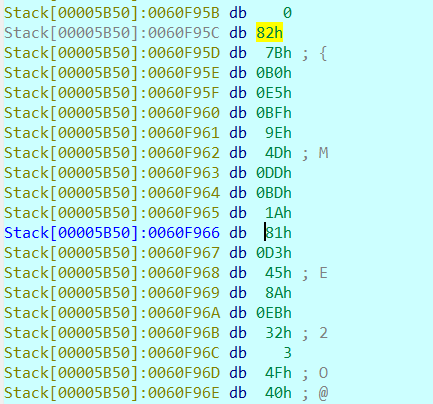 Stack[00005B50]:0060F95B db    0
Stack[00005B50]:0060F95C db  82h
Stack[00005B50]:0060F95D db  7Bh ; {
Stack[00005B50]:0060F95E db 0B0h
Stack[00005B50]:0060F95F db 0E5h
Stack[00005B50]:0060F960 db 0BFh
Stack[00005B50]:0060F961 db  9Eh
Stack[00005B50]:0060F962 db  4Dh ; M
Stack[00005B50]:0060F963 db 0DDh
Stack[00005B50]:0060F964 db 0BDh
Stack[00005B50]:0060F965 db  1Ah
Stack[00005B50]:0060F966 db  81h
Stack[00005B50]:0060F967 db 0D3h
Stack[00005B50]:0060F968 db  45h ; E
Stack[00005B50]:0060F969 db  8Ah
Stack[00005B50]:0060F96A db 0EBh
Stack[00005B50]:0060F96B db  32h ; 2
Stack[00005B50]:0060F96C db    3
Stack[00005B50]:0060F96D db  4Fh ; O
Stack[00005B50]:0060F96E db  40h ; @